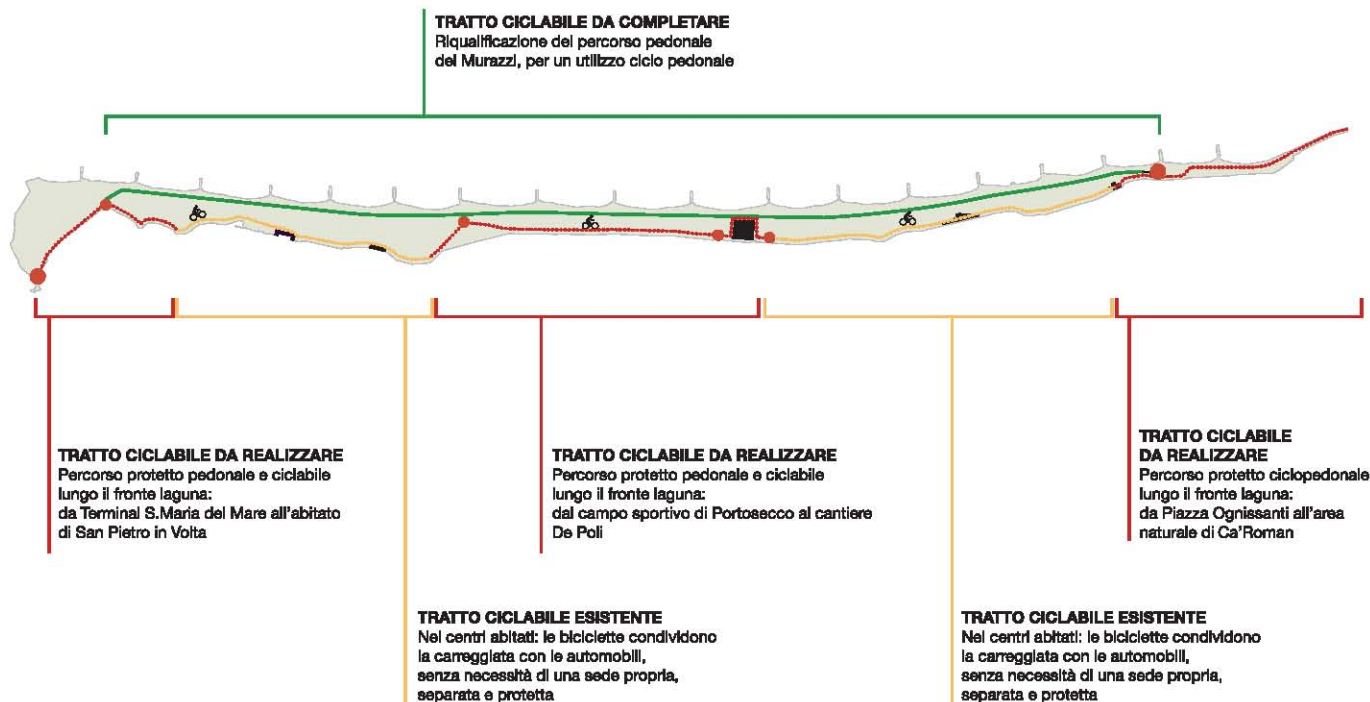 TRATTO CICLABILE DA COMPLETARE
Riqualificazione del percorso pedonale
dei Murazzi, per un utilizzo ciclo pedonale
TRATTO CICLABILE DA REALIZZARE
Percorso protetto pedonale e ciclabile
lungo il fronte laguna:
da Terminal S.Maria del Mare all'abitato
di San Pietro in Volta
TRATTO CICLABILE DA REALIZZARE
Percorso protetto pedonale e ciclabile
lungo il fronte laguna:
dal campo sportivo di Portosecco al cantiere
De Poli
TRATTO CICLABILE
DA REALIZZARE
Percorso protetto ciclopedonale
lungo il fronte laguna:
da Piazza Ognissanti all'area
naturale di Ca'Roman
TRATTO CICLABILE ESISTENTE
Nei centri abitati: le biciclette condividono
la carreggiata con le automobili,
senza necessità di una sede propria,
separata e protetta
TRATTO CICLABILE ESISTENTE
Nei centri abitati: le biciclette condividono
la carreggiata con le automobili,
senza necessità di una sede propria,
separata e protetta